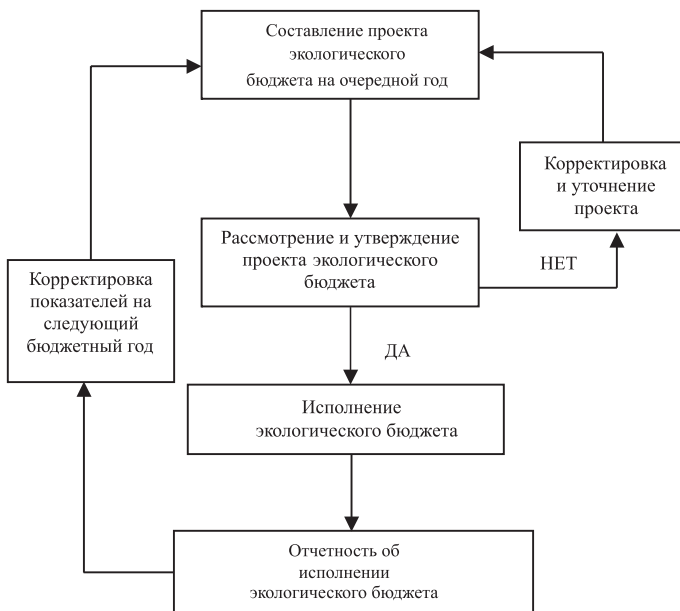 Составление проекта
экологического
бюджета на очередной год
Корректировка
и уточнение
проекта
Рассмотрение и утверждение
проекта экологического
бюджета
НЕТ
Корректировка
показателей на
следующий
бюджетный год
ДА
Исполнение
экологического бюджета
Отчетность об
исполнении
экологического бюджета